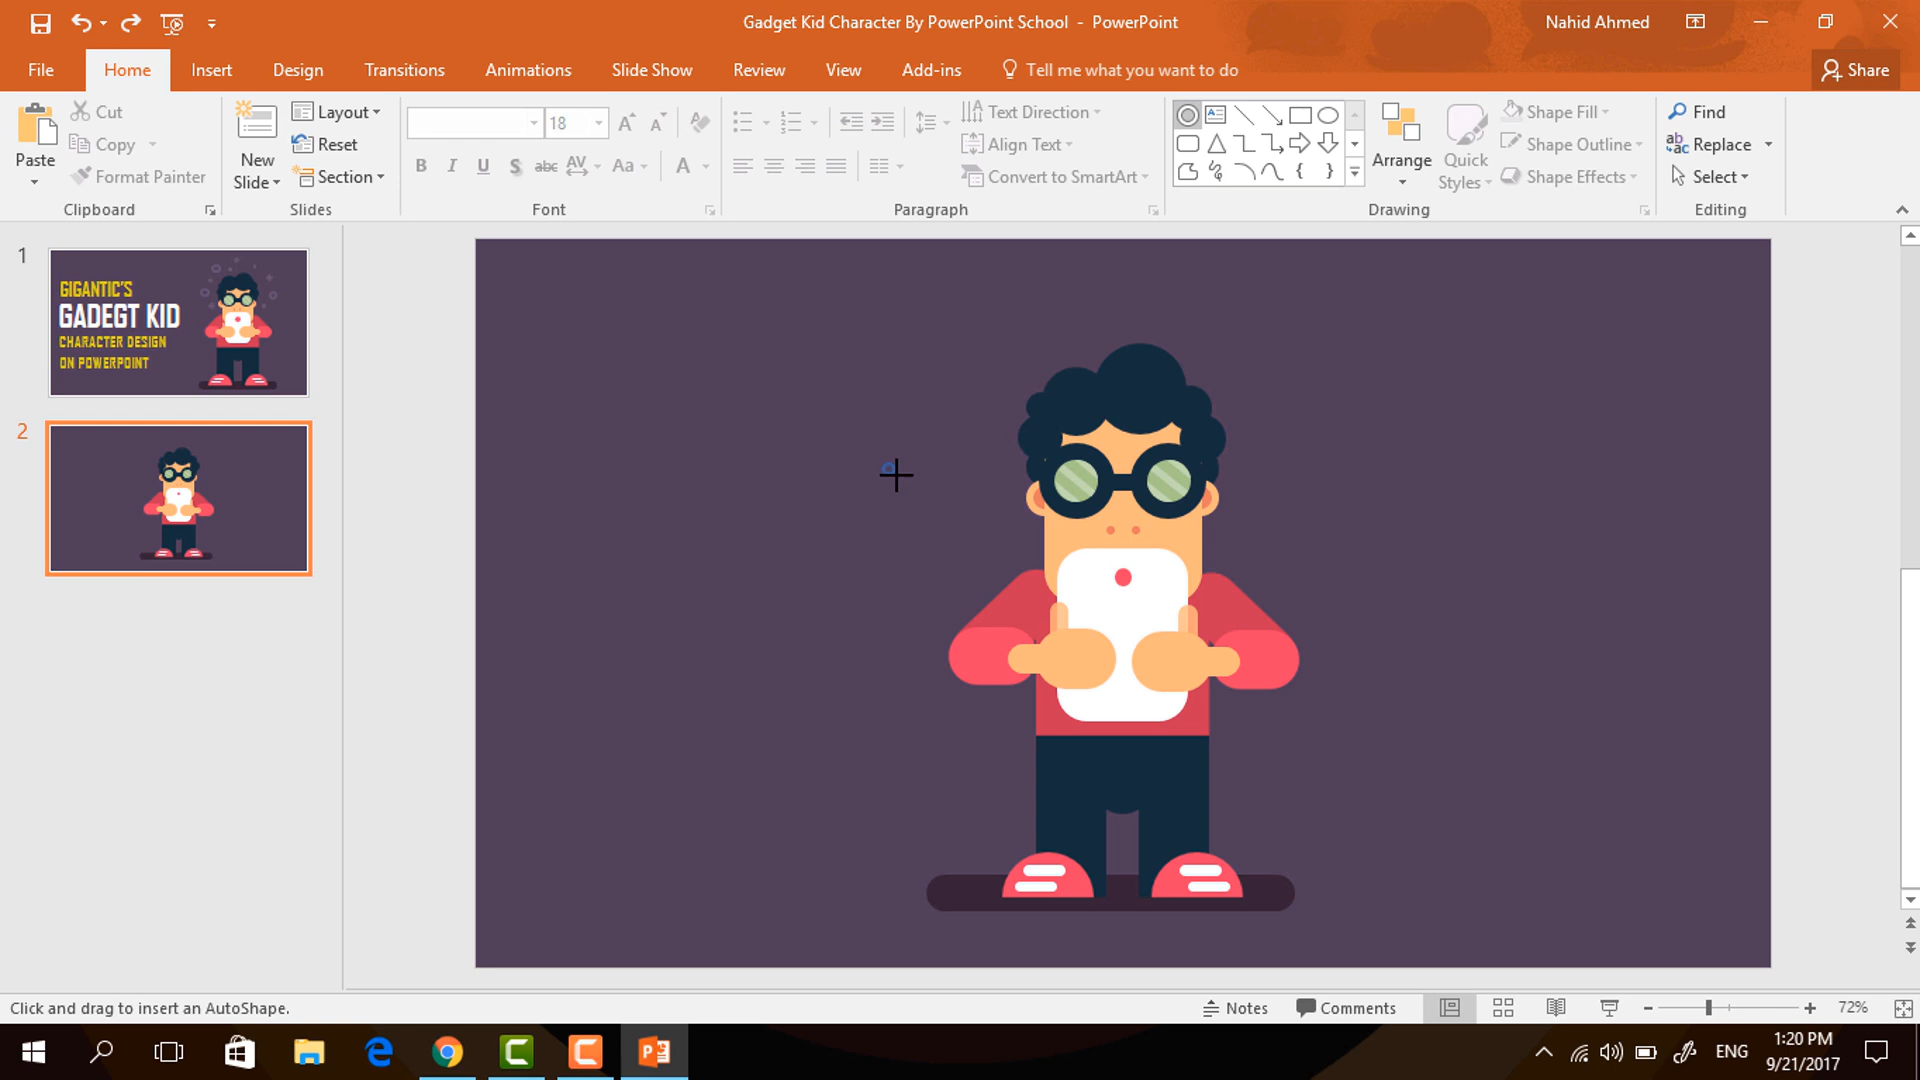 Gadget Kid Character By PowerPoint School - PowerPoint
Nahid Ahmed
File Home Insert Design Transitions Animations Slide Show Review View Add-ins Tell me what you want to do Share
Paste
Cut
Copy
Format Painter
Clipboard
New Slide
Layout
Reset
Section
Slides
18
B I U S abc AV Aa A
Font
Text Direction
Align Text
Convert to SmartArt
Paragraph
Arrange
Quick Styles
Shape Fill
Shape Outline
Shape Effects
Drawing
Find
Replace
Select
Editing
1
GIGANTIC'S
GADEGT KID
CHARACTER DESIGN
ON POWERPOINT
2
Click and drag to insert an AutoShape.
Notes Comments 72%
ENG
1:20 PM
9/21/2017